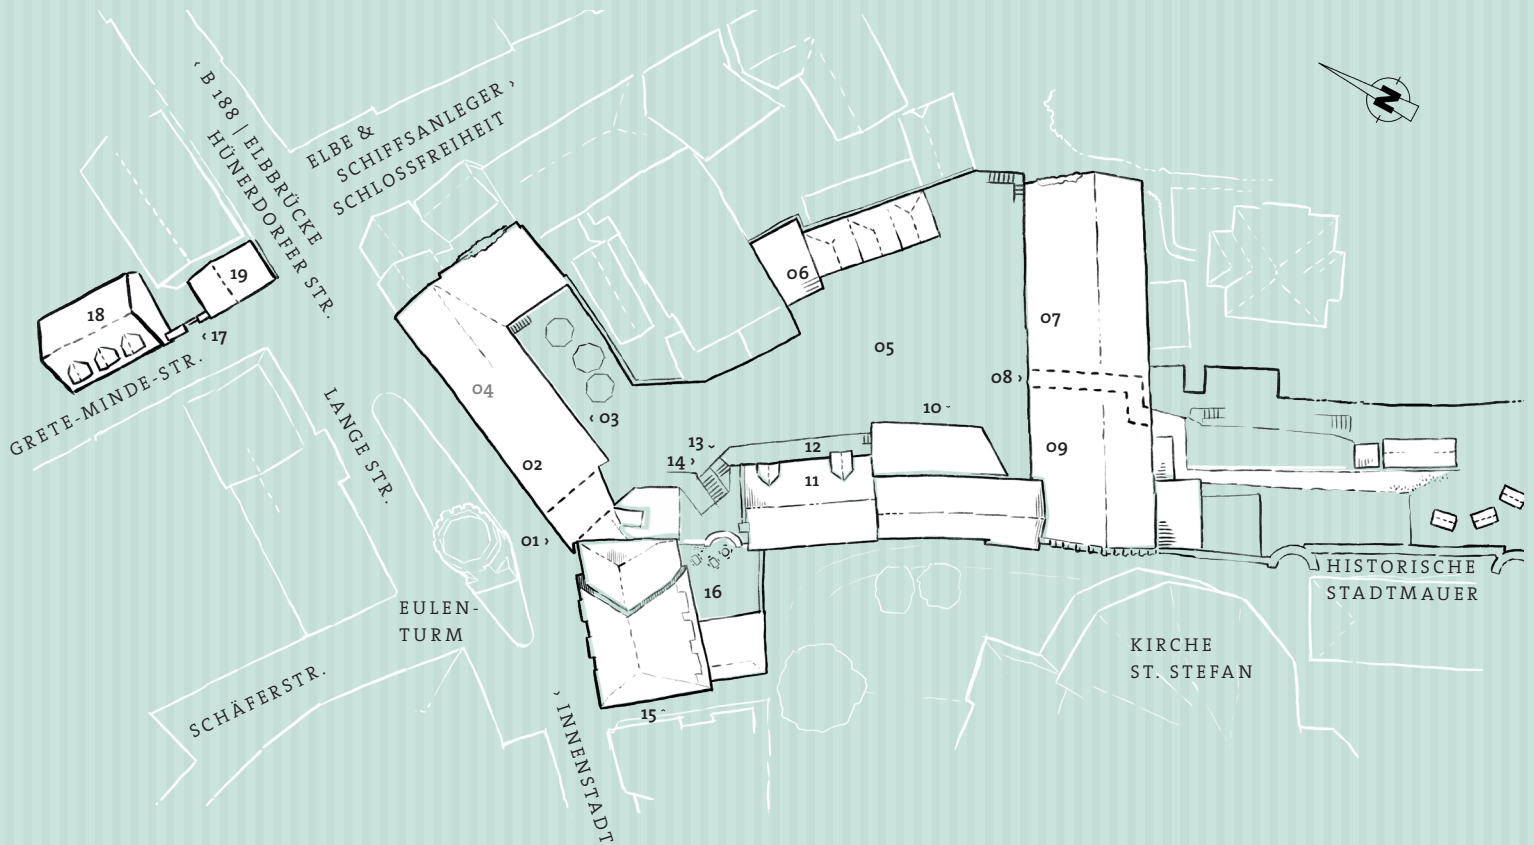 ‹ B 188 | ELBBRÜCKE
HÜNERDORFER STR.
ELBE &
SCHIFFSANLEGER ›
SCHLOSSFREIHEIT
N
19
18
‹ 17
GRETE-MINDE-STR.
LANGE STR.
04
‹ 03
02
01 ›
06
05
07
08 ›
09
10 ˇ
13 ˇ
14 ›
12
11
16
15 ˆ
EULEN-
TURM
SCHÄFERSTR.
› INNENSTADT
KIRCHE
ST. STEFAN
HISTORISCHE
STADTMAUER